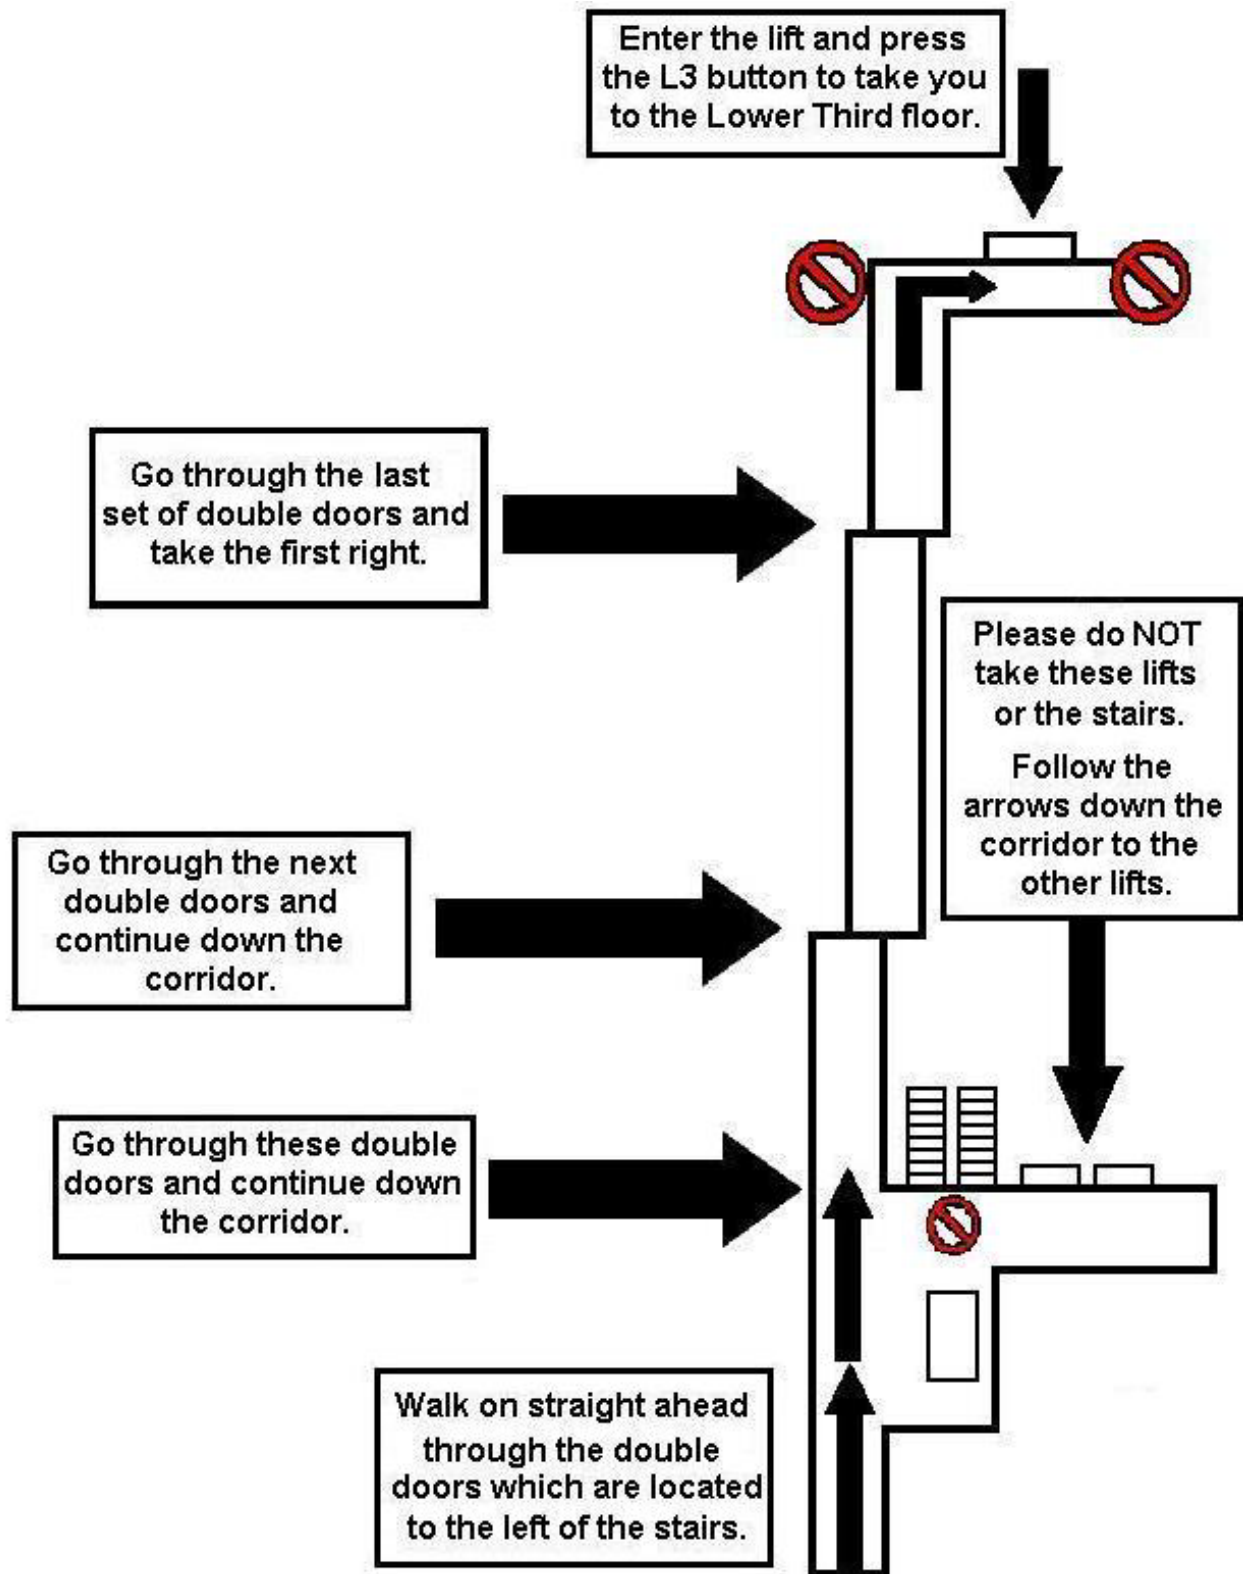 Enter the lift and press
the L3 button to take you
to the Lower Third floor.
Go through the last
set of double doors and
take the first right.
Please do NOT
take these lifts
or the stairs.
Follow the
arrows down the
corridor to the
other lifts.
Go through the next
double doors and
continue down the
corridor.
Go through these double
doors and continue down
the corridor.
Walk on straight ahead
through the double
doors which are located
to the left of the stairs.